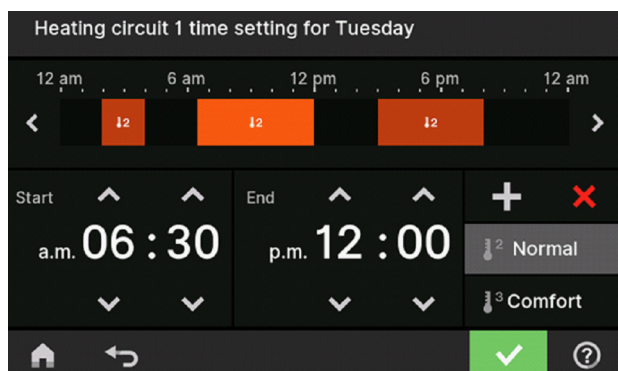 Heating circuit 1 time setting for Tuesday
12 am 6 am 12 pm 6 pm 12 am
2 2 2
Start End
a.m. 06 : 30 p.m. 12 : 00
2 Normal
3 Comfort
?